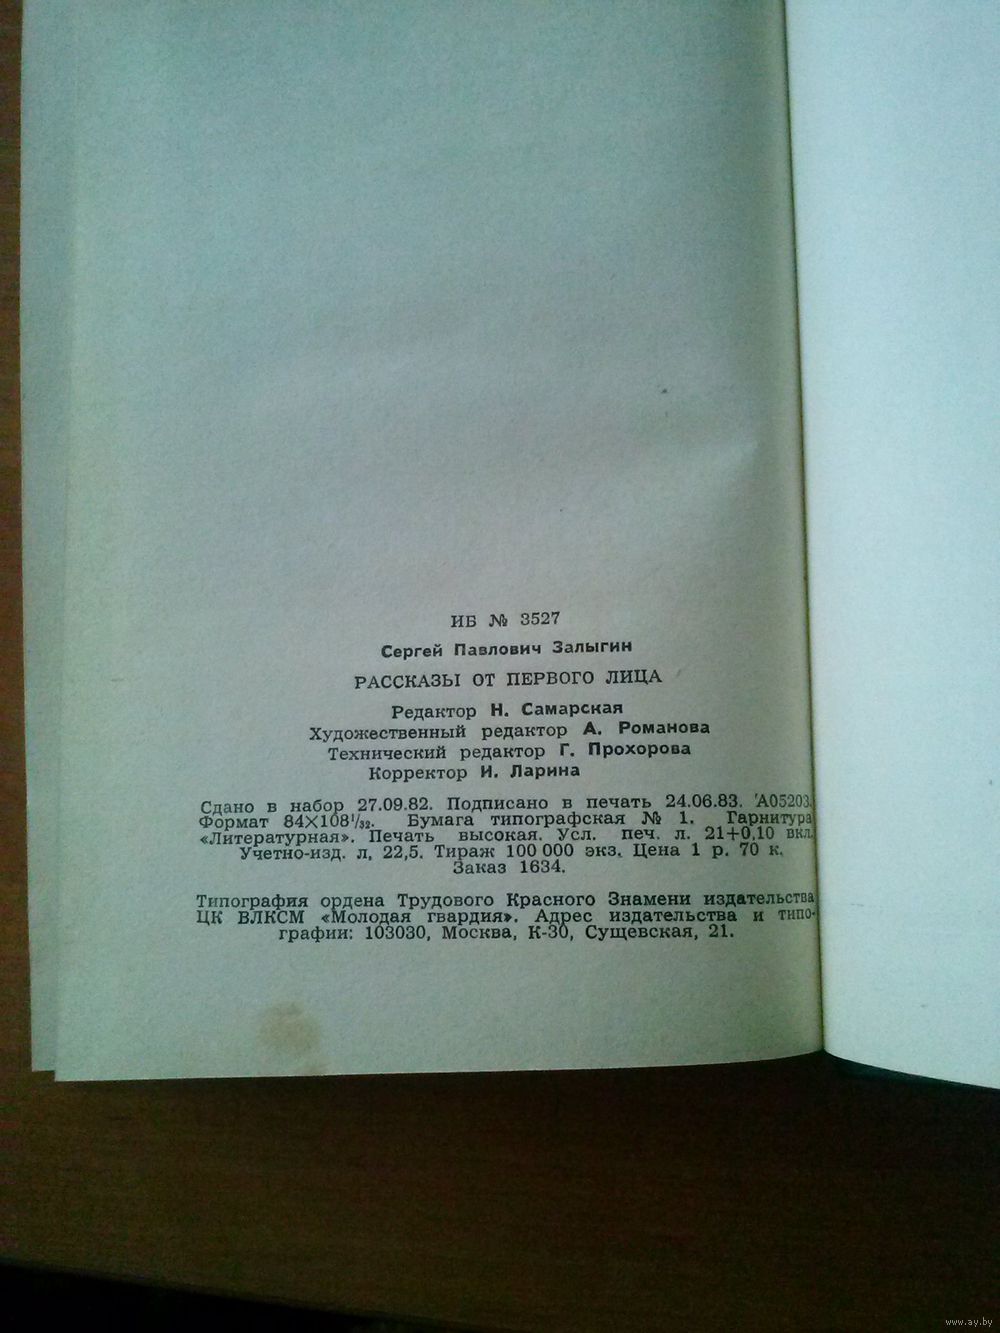 ИБ № 3527
Сергей Павлович Залыгин
РАССКАЗЫ ОТ ПЕРВОГО ЛИЦА
Редактор Н. Самарская
Художественный редактор А. Романова
Технический редактор Г. Прохорова
Корректор И. Ларина
Сдано в набор 27.09.82. Подписано в печать 24.06.83. А05203.
Формат 84×108¹/₃₂. Бумага типографская № 1. Гарнитура
«Литературная». Печать высокая. Усл. печ. л. 21+0,10 вкл.
Учетно-изд. л. 22,5. Тираж 100 000 экз. Цена 1 р. 70 к.
Заказ 1634.
Типография ордена Трудового Красного Знамени издательства
ЦК ВЛКСМ «Молодая гвардия». Адрес издательства и типо-
графии: 103030, Москва, К-30, Сущевская, 21.
www.ay.by